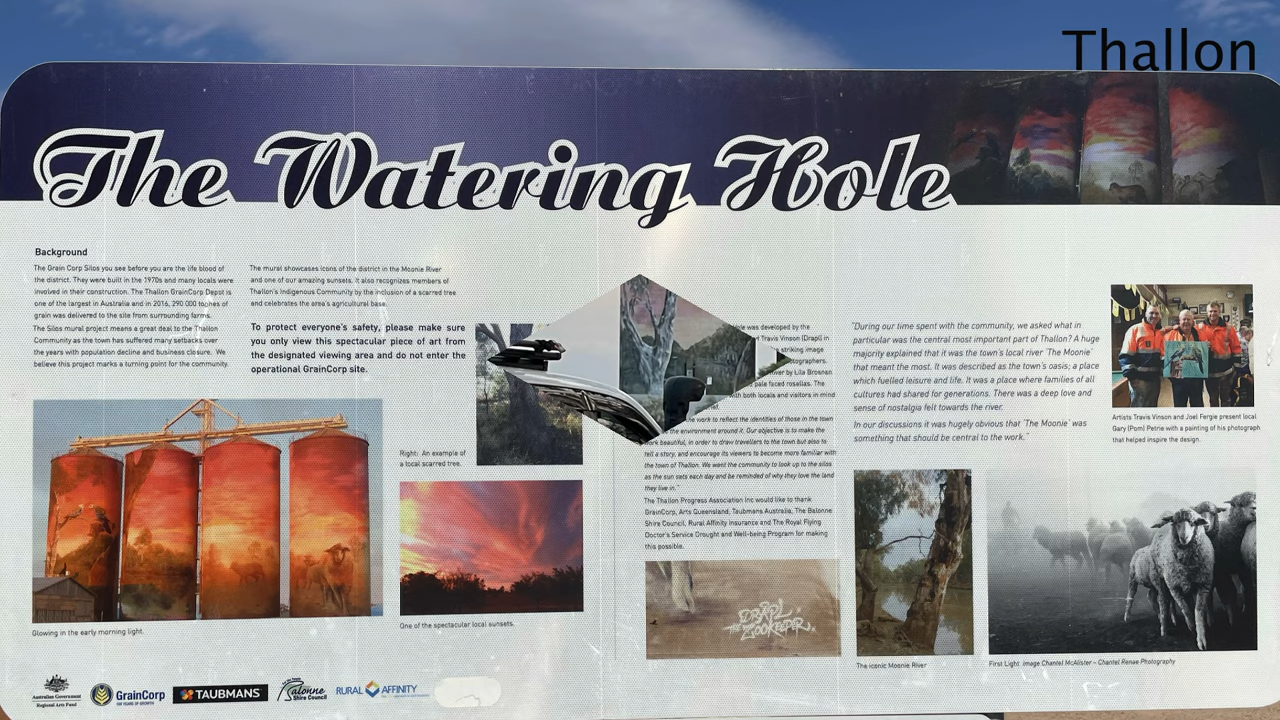 Thallon
The Watering Hole
Background
The Grain Corp Silos you see before you are the life blood of
the district. They were built in the 1970s and many locals were
involved in their construction. The Thallon GrainCorp Depot is
one of the largest in Australia and in 2016, 290 000 tonnes of
grain was delivered to the site from surrounding farms.
The Silos mural project means a great deal to the Thallon
Community as the town has suffered many setbacks over
the years with population decline and business closure. We
believe this project marks a turning point for the community.
The mural showcases icons of the district in the Moonie River
and one of our amazing sunsets, it also recognizes members of
Thallon's Indigenous Community by the inclusion of a scarred tree
and celebrates the area's agricultural base.
To protect everyone's safety, please make sure
you only view this spectacular piece of art from
the designated viewing area and do not enter the
operational GrainCorp site.
Glowing in the early morning light.
Right: An example of
a local scarred tree.
One of the spectacular local sunsets.
was developed by the
Travis Vinson (Drapl) in
striking image
by Lila Brosnan
pale faced rosellas. The
both locals and visitors in mind
work to reflect the identities of those in the town
the environment around it. Our objective is to make the
work beautiful, in order to draw travellers to the town but also to
tell a story, and encourage its viewers to become more familiar with
the town of Thallon. We want the community to look up to the silos
as the sun sets each day and be reminded of why they love the land
they live in."
The Thallon Progress Association Inc would like to thank
GrainCorp, Arts Queensland, Taubmans Australia, The Balonne
Shire Council, Rural Affinity Insurance and The Royal Flying
Doctor's Service Drought and Well-being Program for making
this possible.
DRAPL
THE ZOOKEEPER
"During our time spent with the community, we asked what in
particular was the central most important part of Thallon? A huge
majority explained that it was the town's local river 'The Moonie'
that meant the most. It was described as the town's oasis; a place
which fuelled leisure and life. It was a place where families of all
cultures had shared for generations. There was a deep love and
sense of nostalgia felt towards the river.
In our discussions it was hugely obvious that 'The Moonie' was
something that should be central to the work."
Artists Travis Vinson and Joel Fergie present local
Gary (Pom) Petrie with a painting of his photograph
that helped inspire the design.
The iconic Moonie River
First Light Image Chantel McAlister – Chantel Renae Photography
Australian Government
Regional Arts Fund
GrainCorp
100 YEARS OF GROWTH
TAUBMANS
Balonne
Shire Council
RURAL AFFINITY